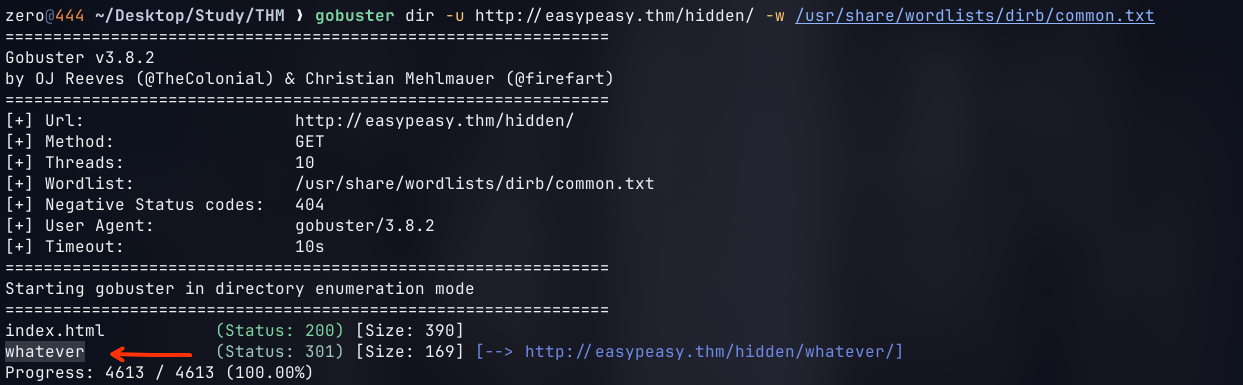 zero@444 ~/Desktop/Study/THM ❯ gobuster dir -u http://easypeasy.thm/hidden/ -w /usr/share/wordlists/dirb/common.txt
===============================================================
Gobuster v3.8.2
by OJ Reeves (@TheColonial) & Christian Mehlmauer (@firefart)
===============================================================
[+] Url:                     http://easypeasy.thm/hidden/
[+] Method:                  GET
[+] Threads:                 10
[+] Wordlist:                /usr/share/wordlists/dirb/common.txt
[+] Negative Status codes:   404
[+] User Agent:              gobuster/3.8.2
[+] Timeout:                 10s
===============================================================
Starting gobuster in directory enumeration mode
===============================================================
index.html           (Status: 200) [Size: 390]
whatever             (Status: 301) [Size: 169] [--> http://easypeasy.thm/hidden/whatever/]
Progress: 4613 / 4613 (100.00%)